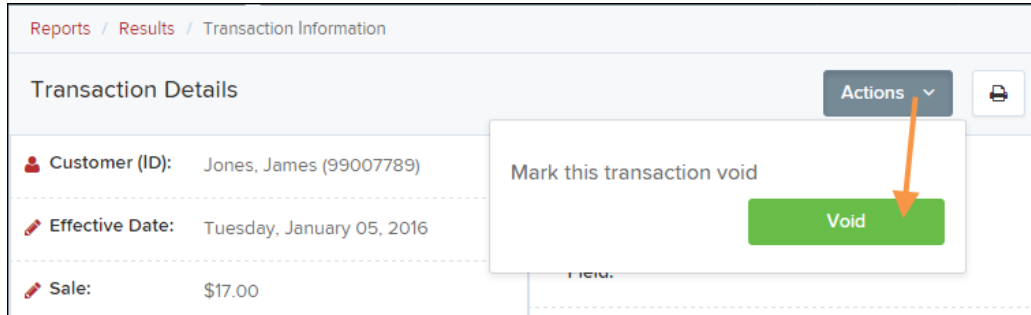 Reports / Results / Transaction Information
Transaction Details
Actions
Customer (ID): Jones, James (99007789)
Mark this transaction void
Effective Date: Tuesday, January 05, 2016
Void
Field:
Sale: $17.00